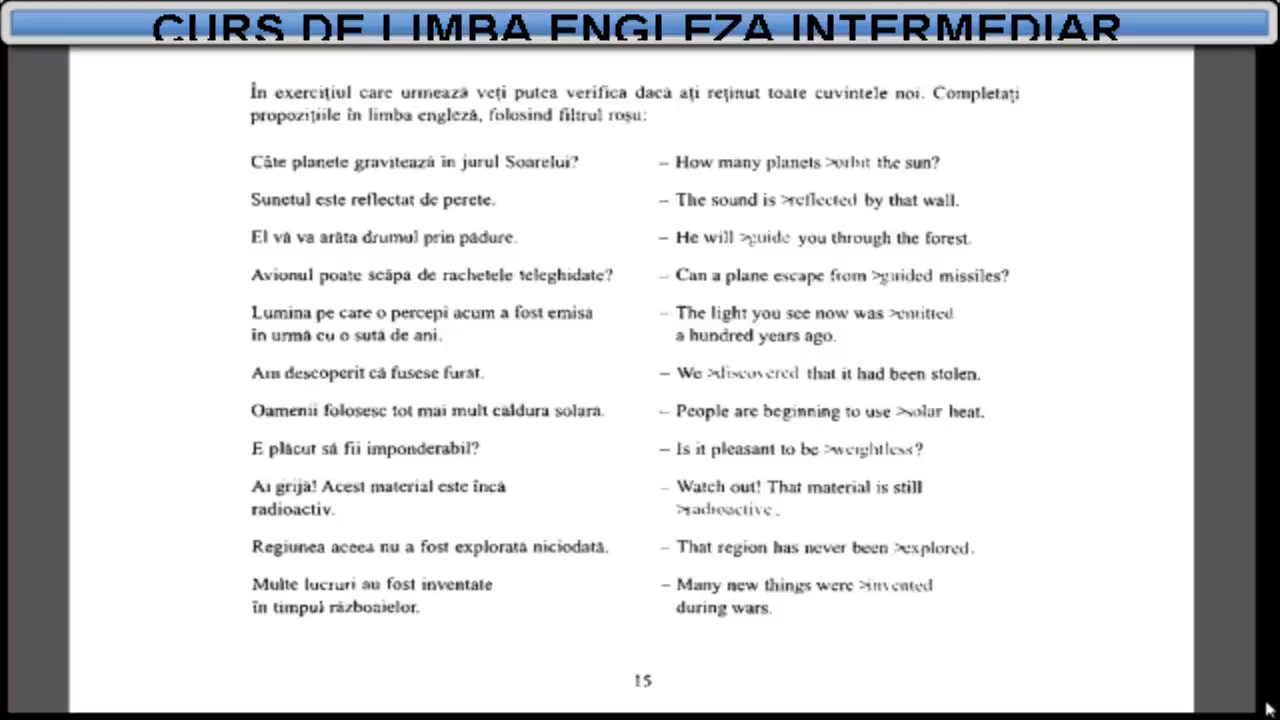 CURS DE LIMBA ENGLEZA INTERMEDIAR
În exercițiul care urmează veți putea verifica dacă ați reținut toate cuvintele noi. Completați
propozițiile în limba engleză, folosind filtrul roșu:
Câte planete gravitează în jurul Soarelui? – How many planets >orbit the sun?
Sunetul este reflectat de perete. – The sound is >reflected by that wall.
El vă va arăta drumul prin pădure. – He will >guide you through the forest.
Avionul poate scăpa de rachetele teleghidate? – Can a plane escape from >guided missiles?
Lumina pe care o percepi acum a fost emisă – The light you see now was >emitted
în urmă cu o sută de ani. a hundred years ago.
Am descoperit că fusese furat. – We >discovered that it had been stolen.
Oamenii folosesc tot mai mult căldura solară. – People are beginning to use >solar heat.
E plăcut să fii imponderabil? – Is it pleasant to be >weightless?
Ai grijă! Acest material este încă – Watch out! That material is still
radioactiv. >radioactive.
Regiunea aceea nu a fost explorată niciodată. – That region has never been >explored.
Multe lucruri au fost inventate – Many new things were >invented
în timpul războaielor. during wars.
15